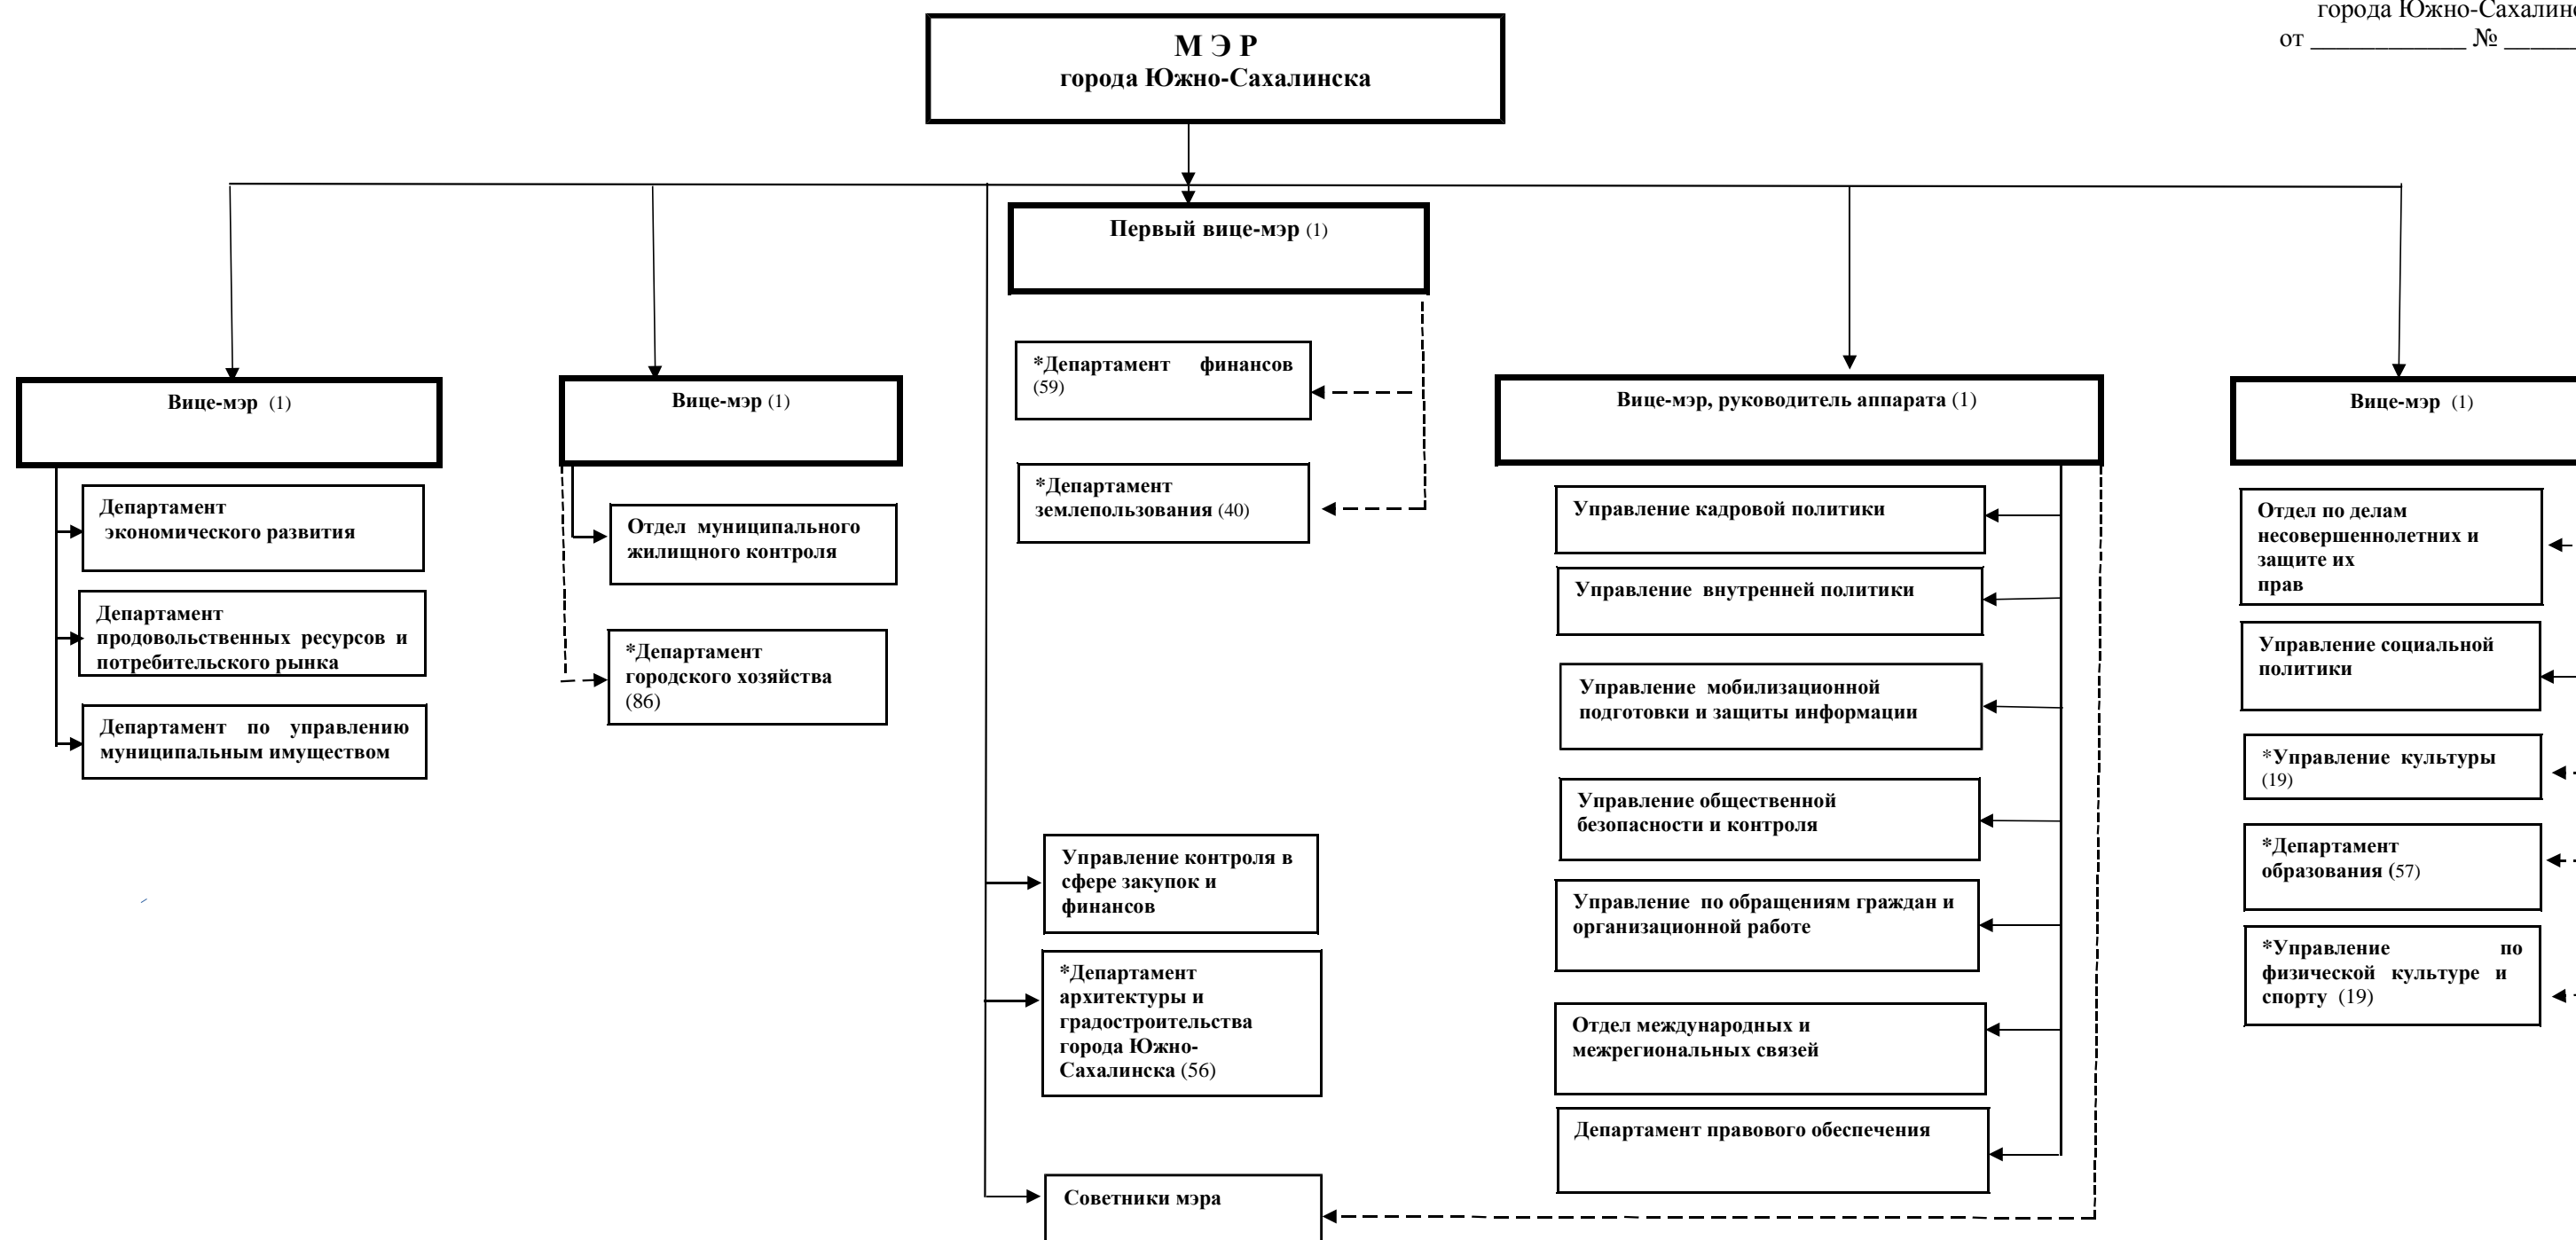 города Южно-Сахалин
от ____________ № ______
М Э Р
города Южно-Сахалинска
Первый вице-мэр (1)
*Департамент финансов
(59)
*Департамент
землепользования (40)
Вице-мэр (1)
Департамент
экономического развития
Департамент
продовольственных ресурсов и
потребительского рынка
Департамент по управлению
муниципальным имуществом
Вице-мэр (1)
Отдел муниципального
жилищного контроля
*Департамент
городского хозяйства
(86)
Управление контроля в
сфере закупок и
финансов
*Департамент
архитектуры и
градостроительства
города Южно-
Сахалинска (56)
Советники мэра
Вице-мэр, руководитель аппарата (1)
Управление кадровой политики
Управление внутренней политики
Управление мобилизационной
подготовки и защиты информации
Управление общественной
безопасности и контроля
Управление по обращениям граждан и
организационной работе
Отдел международных и
межрегиональных связей
Департамент правового обеспечения
Вице-мэр (1)
Отдел по делам
несовершеннолетних и
защите их
прав
Управление социальной
политики
*Управление культуры
(19)
*Департамент
образования (57)
*Управление по
физической культуре и
спорту (19)